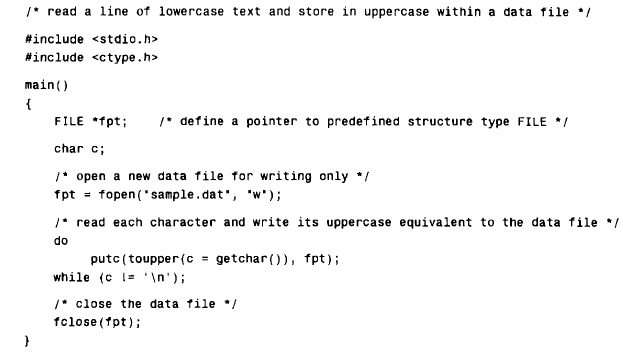 /* read a line of lowercase text and store in uppercase within a data file */
#include <stdio.h>
#include <ctype.h>
main()
{
FILE *fpt; /* define a pointer to predefined structure type FILE */
char c;
/* open a new data file for writing only */
fpt = fopen("sample.dat", "w");
/* read each character and write its uppercase equivalent to the data file */
do
putc(toupper(c = getchar()), fpt);
while (c != '\n');
/* close the data file */
fclose(fpt);
}